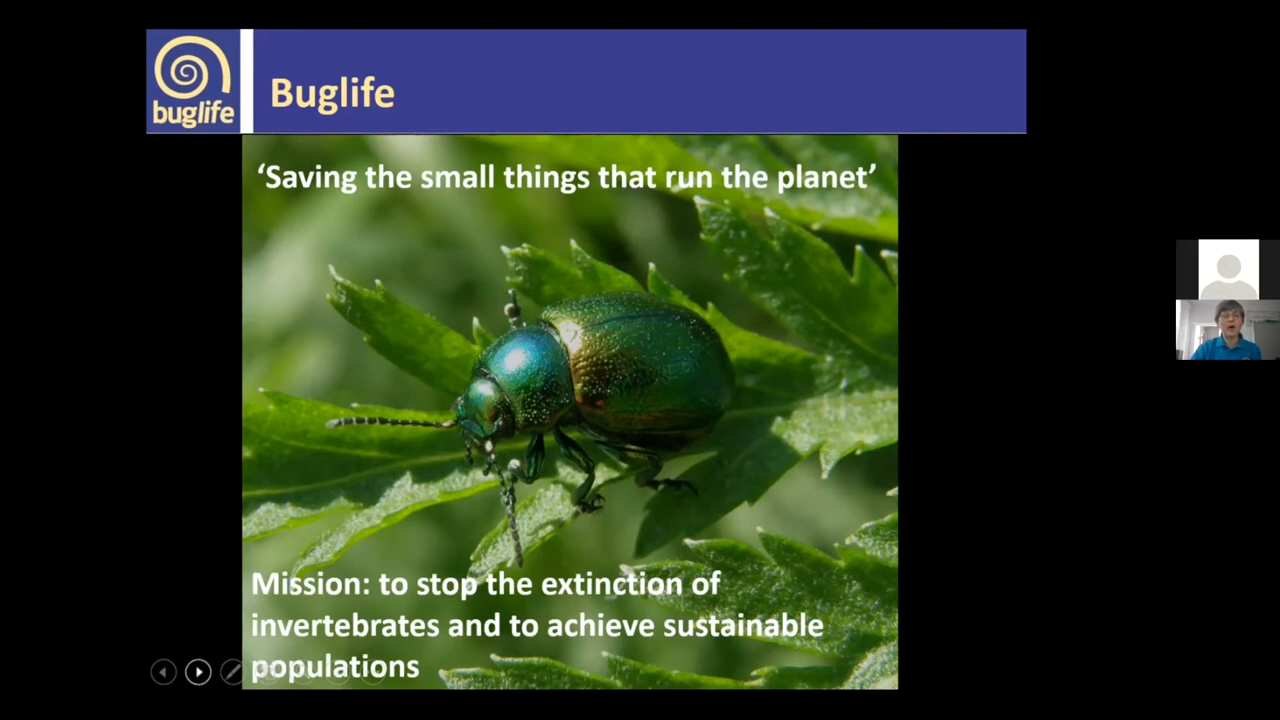 buglife
Buglife
‘Saving the small things that run the planet’
Mission: to stop the extinction of
invertebrates and to achieve sustainable
populations